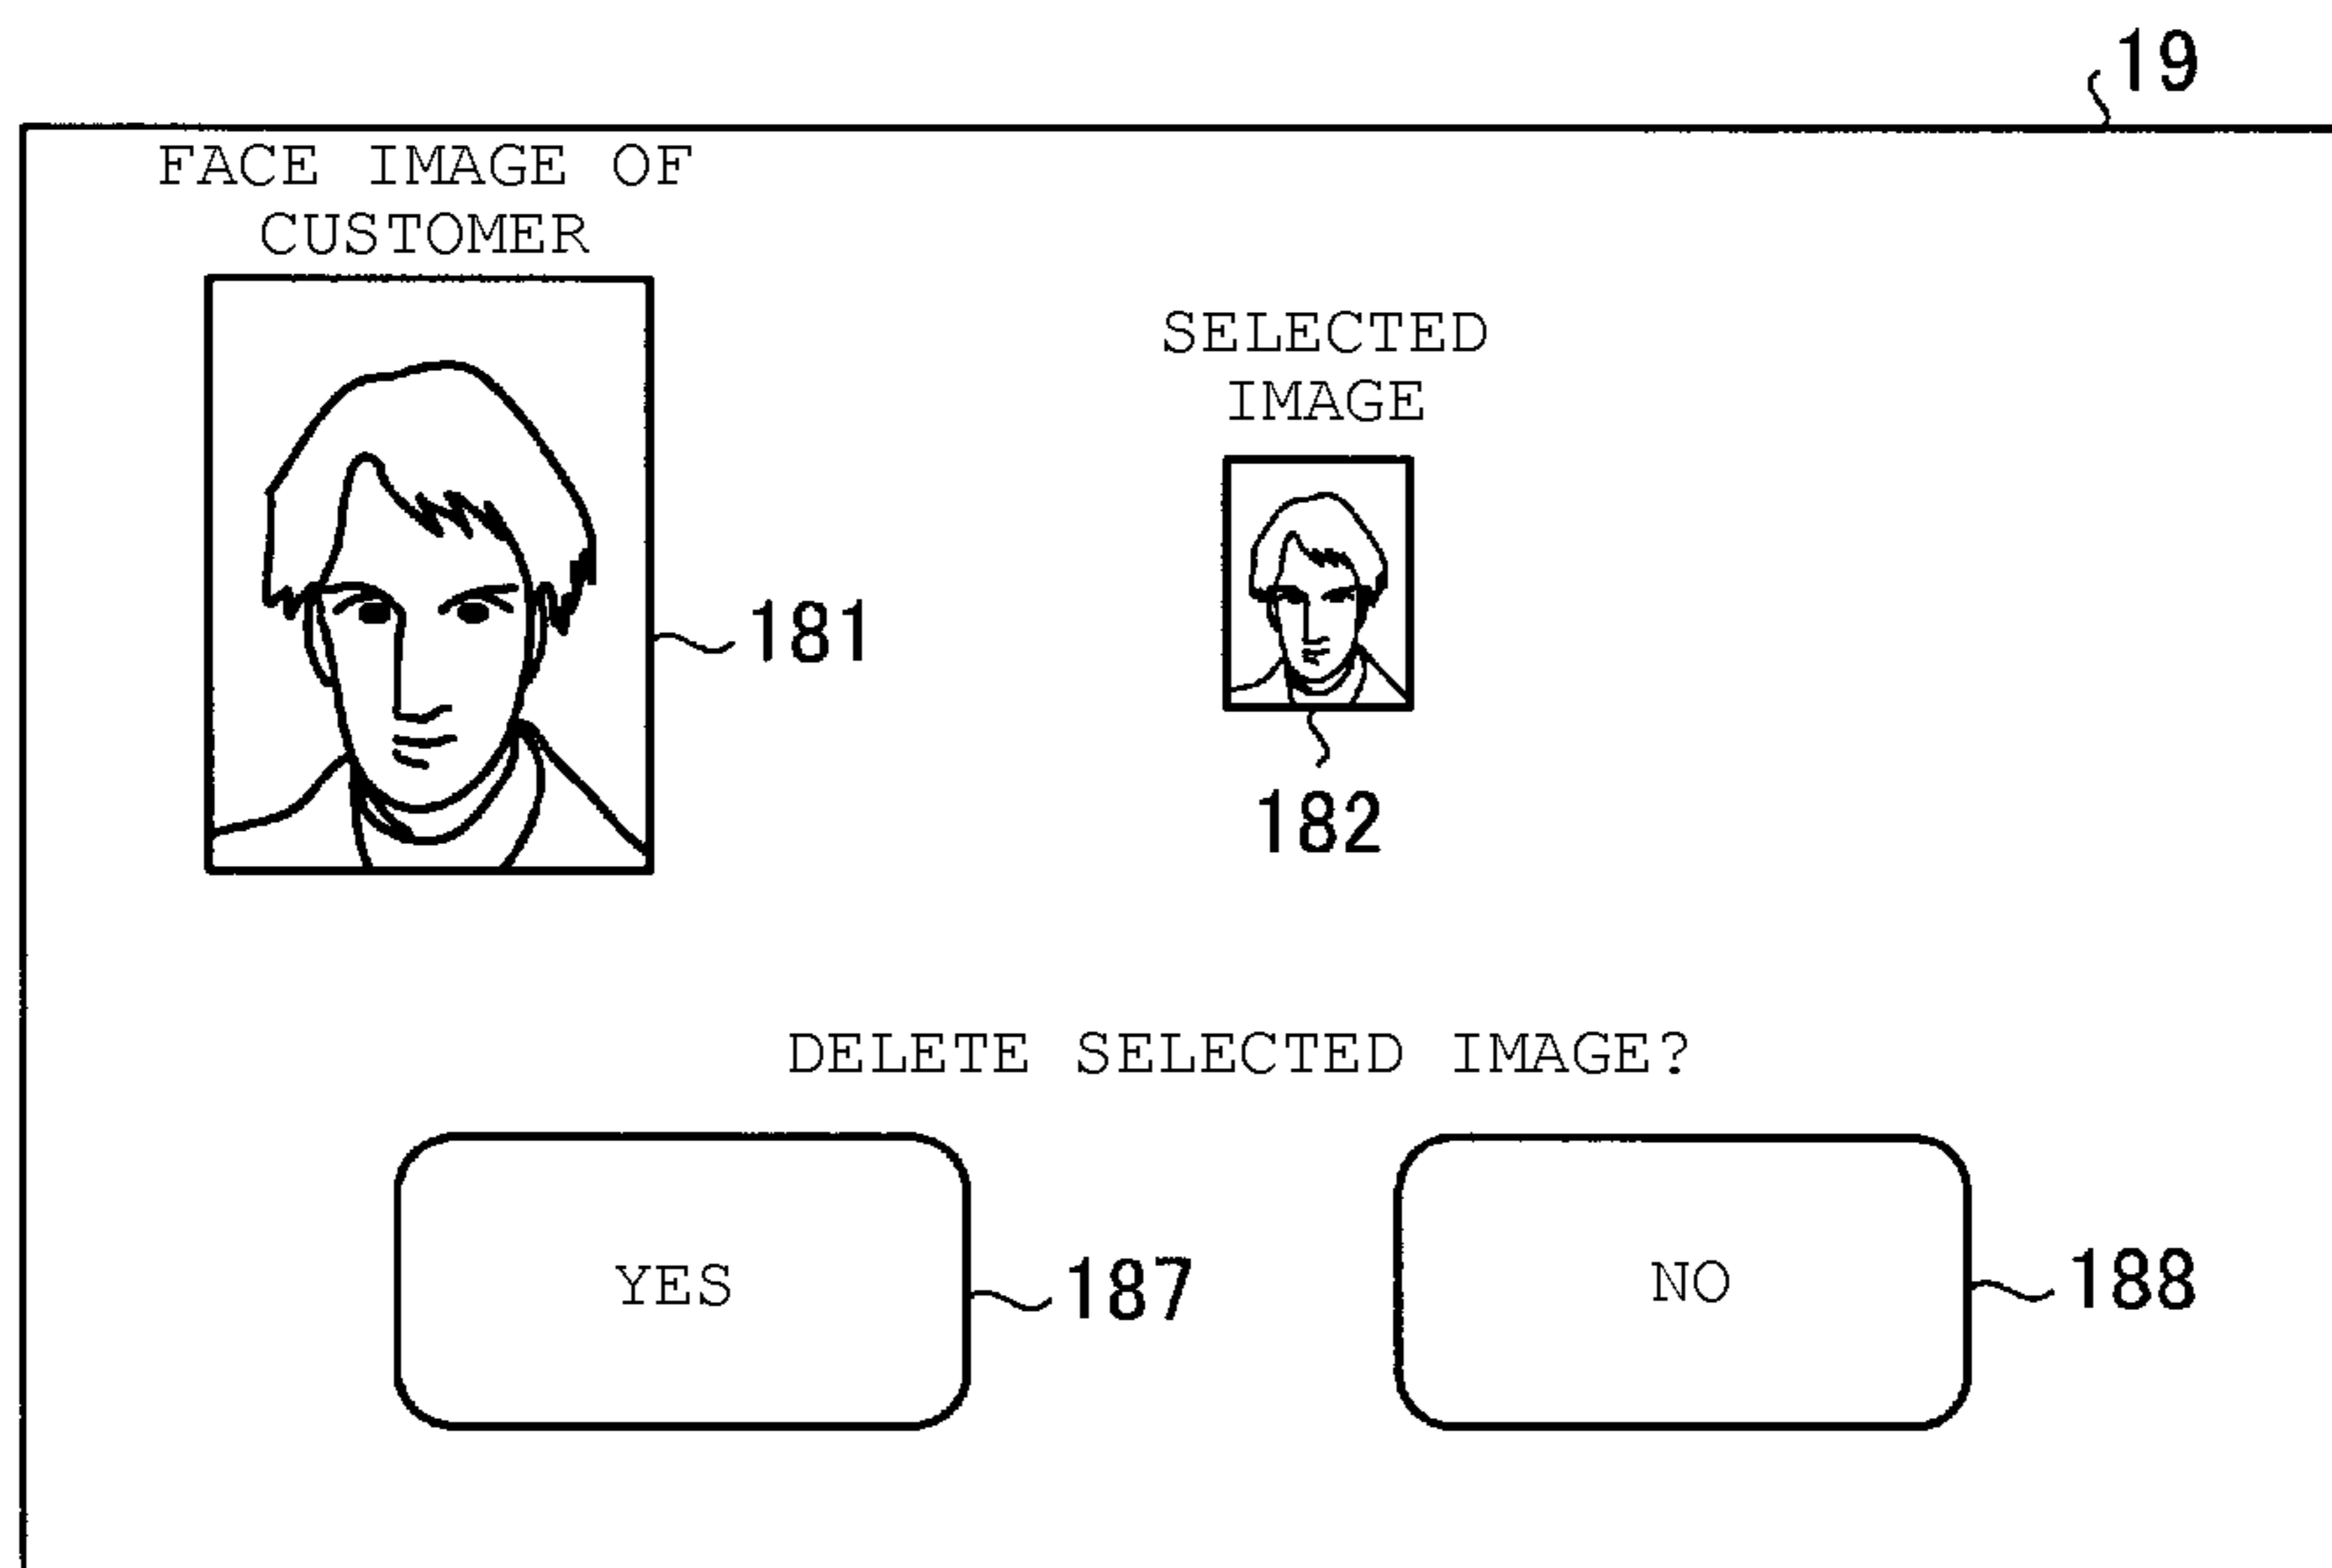 19
FACE IMAGE OF
CUSTOMER
SELECTED
IMAGE
181
182
DELETE SELECTED IMAGE?
YES
187
NO
188